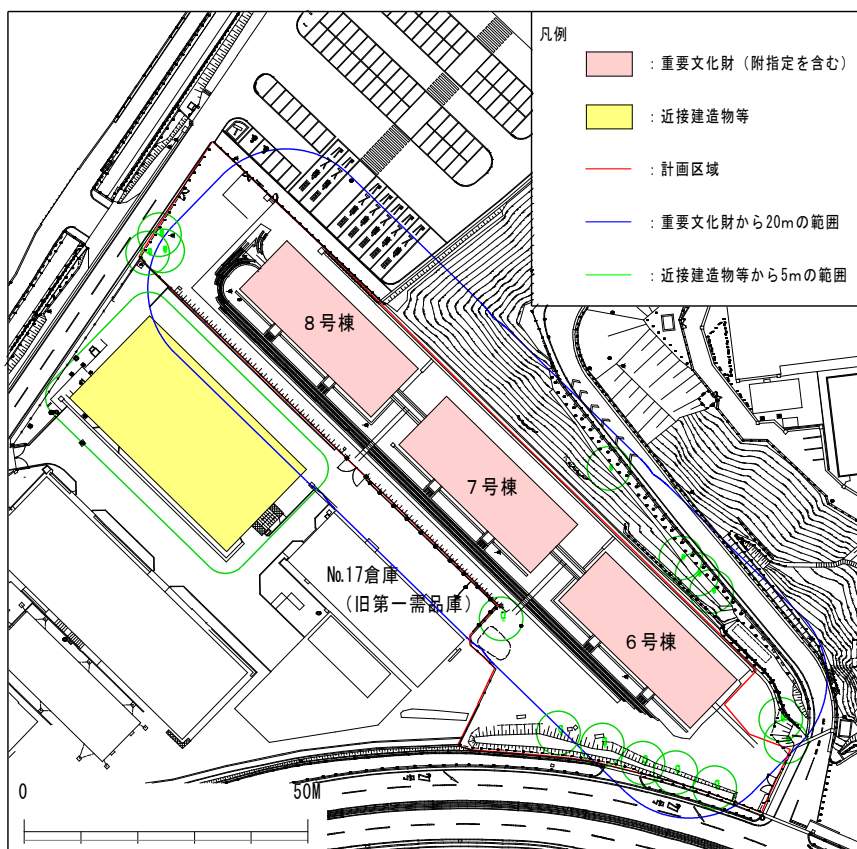 凡例
：重要文化財（附指定を含む）
：近接建造物等
：計画区域
：重要文化財から20mの範囲
：近接建造物等から5mの範囲
8号棟
7号棟
No.17倉庫
（旧第一需品庫）
6号棟
0
50M